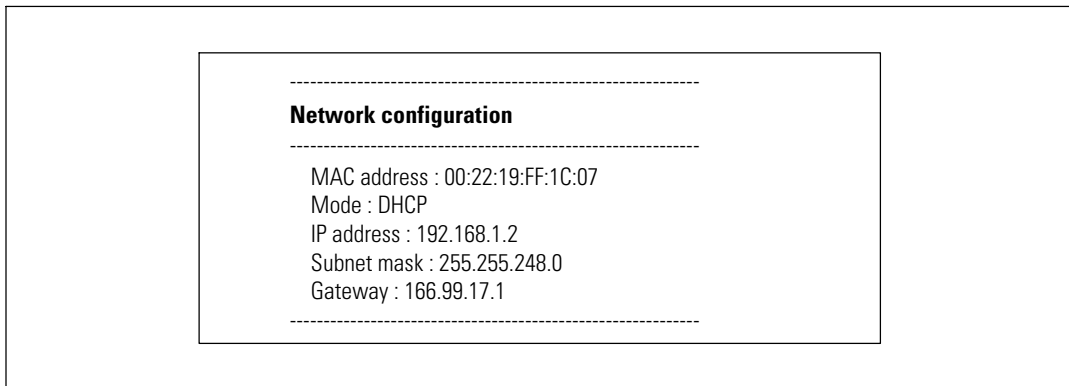 -------------------------------------------------------------
Network configuration
-------------------------------------------------------------
MAC address : 00:22:19:FF:1C:07
Mode : DHCP
IP address : 192.168.1.2
Subnet mask : 255.255.248.0
Gateway : 166.99.17.1
-------------------------------------------------------------